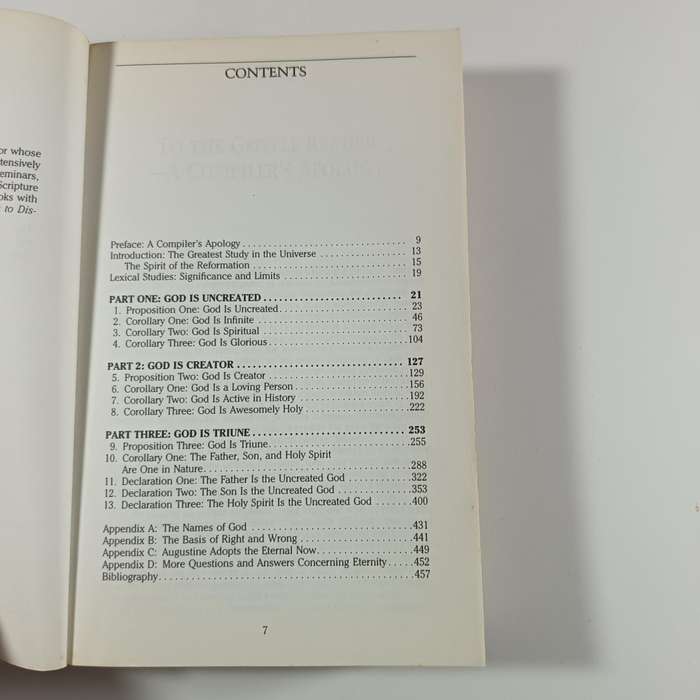 or whose
tensively
eminars,
Scripture
oks with
to Dis-
CONTENTS
TO THE GENTLE READER
—A COMPILER'S APOLOGY
Preface: A Compiler's Apology . . . . . . . . . . . . . . . . . . . . . . . . . . . . . . . 9
Introduction: The Greatest Study in the Universe . . . . . . . . . . . . . . . . 13
The Spirit of the Reformation . . . . . . . . . . . . . . . . . . . . . . . . . . . . 15
Lexical Studies: Significance and Limits . . . . . . . . . . . . . . . . . . . . . . 19
PART ONE: GOD IS UNCREATED . . . . . . . . . . . . . . . . . . . . . . . . . 21
1. Proposition One: God Is Uncreated . . . . . . . . . . . . . . . . . . . . . . . 23
2. Corollary One: God Is Infinite . . . . . . . . . . . . . . . . . . . . . . . . . . . 46
3. Corollary Two: God Is Spiritual . . . . . . . . . . . . . . . . . . . . . . . . . . 73
4. Corollary Three: God Is Glorious . . . . . . . . . . . . . . . . . . . . . . . . .104
PART 2: GOD IS CREATOR . . . . . . . . . . . . . . . . . . . . . . . . . . . . . . 127
5. Proposition Two: God Is Creator . . . . . . . . . . . . . . . . . . . . . . . . .129
6. Corollary One: God Is a Loving Person . . . . . . . . . . . . . . . . . . . .156
7. Corollary Two: God Is Active in History . . . . . . . . . . . . . . . . . . . .192
8. Corollary Three: God Is Awesomely Holy . . . . . . . . . . . . . . . . . .222
PART THREE: GOD IS TRIUNE . . . . . . . . . . . . . . . . . . . . . . . . . . . 253
9. Proposition Three: God Is Triune . . . . . . . . . . . . . . . . . . . . . . . . .255
10. Corollary One: The Father, Son, and Holy Spirit
Are One in Nature . . . . . . . . . . . . . . . . . . . . . . . . . . . . . . . . . . . .288
11. Declaration One: The Father Is the Uncreated God . . . . . . . . . . .322
12. Declaration Two: The Son Is the Uncreated God . . . . . . . . . . . . .353
13. Declaration Three: The Holy Spirit Is the Uncreated God . . . . . . .400
Appendix A: The Names of God . . . . . . . . . . . . . . . . . . . . . . . . . . . .431
Appendix B: The Basis of Right and Wrong . . . . . . . . . . . . . . . . . . .441
Appendix C: Augustine Adopts the Eternal Now . . . . . . . . . . . . . . . .449
Appendix D: More Questions and Answers Concerning Eternity . . . . .452
Bibliography . . . . . . . . . . . . . . . . . . . . . . . . . . . . . . . . . . . . . . . . . .457
7